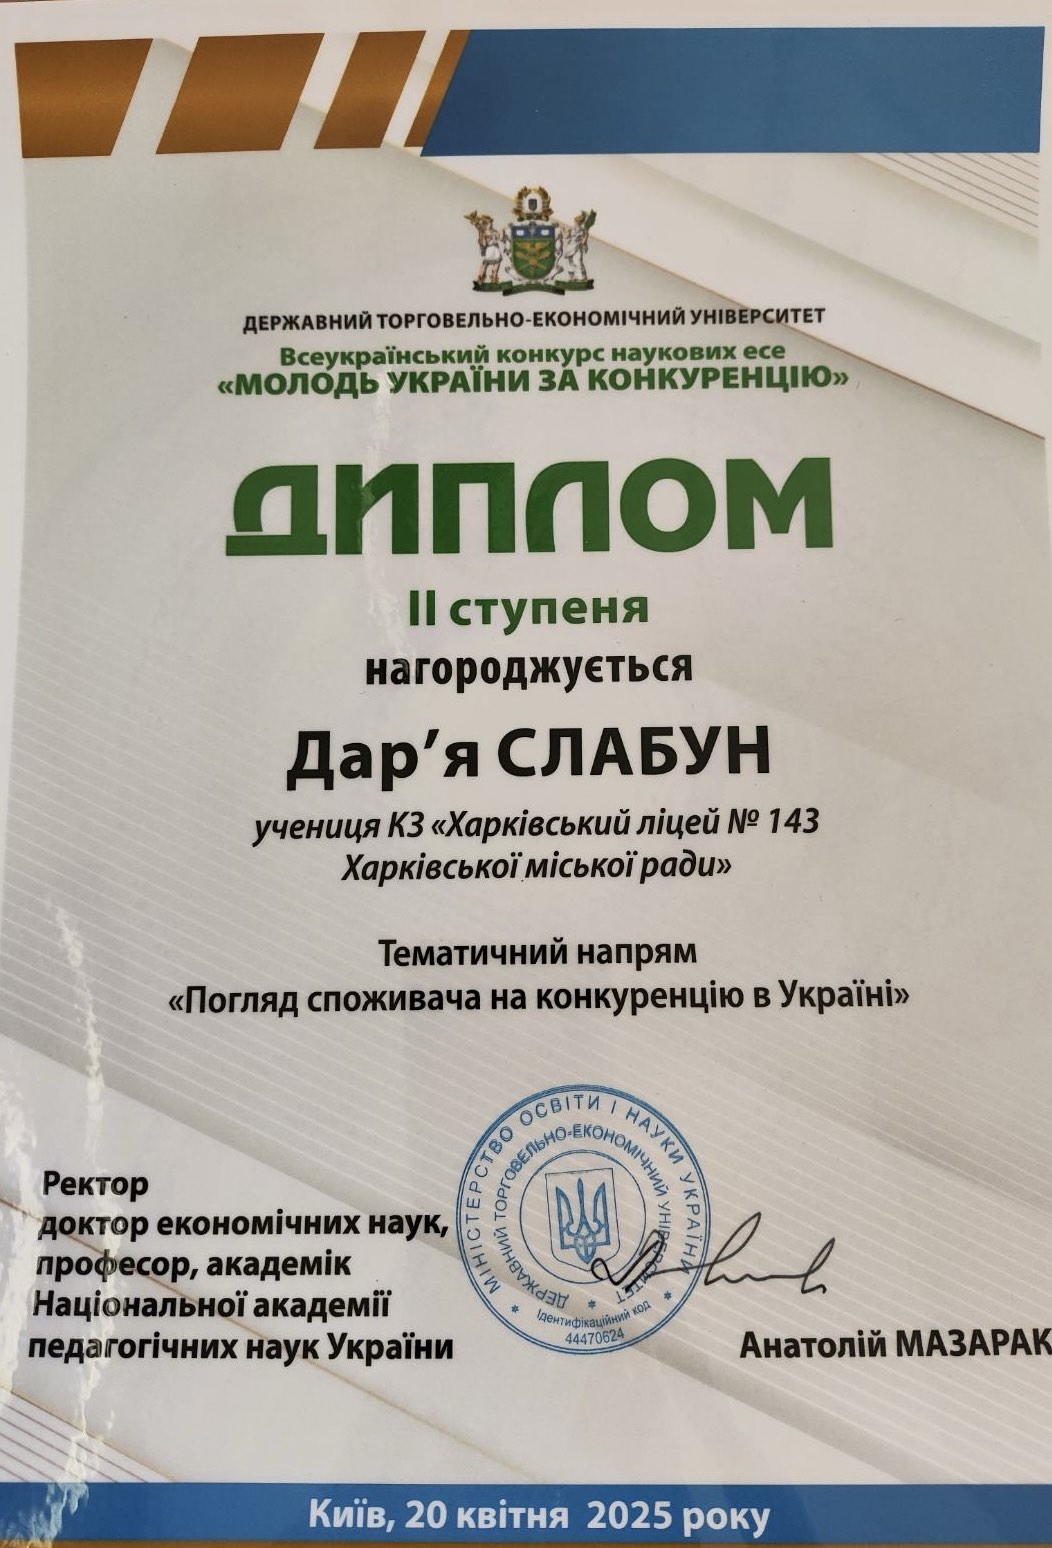 ДЕРЖАВНИЙ ТОРГОВЕЛЬНО-ЕКОНОМІЧНИЙ УНІВЕРСИТЕТ
Всеукраїнський конкурс наукових есе
«МОЛОДЬ УКРАЇНИ ЗА КОНКУРЕНЦІЮ»
ДИПЛОМ
ІІ ступеня
нагороджується
Дар’я СЛАБУН
учениця КЗ «Харківський ліцей № 143
Харківської міської ради»
Тематичний напрям
«Погляд споживача на конкуренцію в Україні»
МІНІСТЕРСТВО ОСВІТИ І НАУКИ УКРАЇНИ
ДЕРЖАВНИЙ ТОРГОВЕЛЬНО-ЕКОНОМІЧНИЙ УНІВЕРСИТЕТ
Ідентифікаційний код
44470624
Ректор
доктор економічних наук,
професор, академік
Національної академії
педагогічних наук України
Анатолій МАЗАРАК
Київ, 20 квітня 2025 року